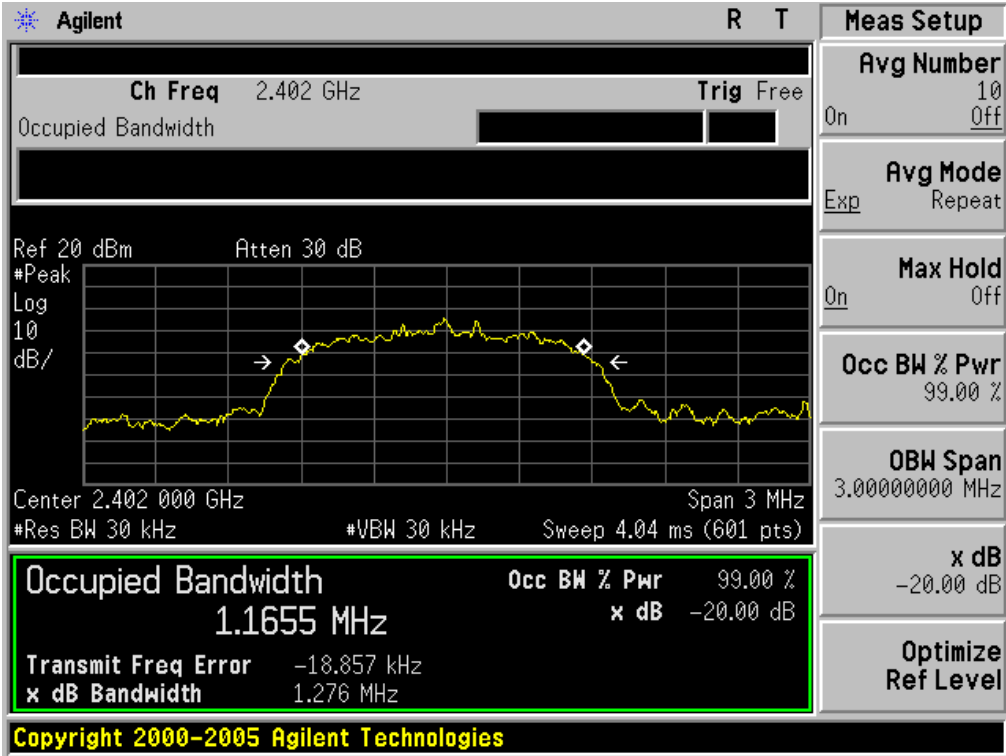 Agilent R T Meas Setup
Ch Freq 2.402 GHz Trig Free
Occupied Bandwidth
Ref 20 dBm Atten 30 dB
#Peak
Log
10
dB/
Center 2.402 000 GHz Span 3 MHz
#Res BW 30 kHz #VBW 30 kHz Sweep 4.04 ms (601 pts)
Occupied Bandwidth Occ BW % Pwr 99.00 %
1.1655 MHz x dB -20.00 dB
Transmit Freq Error -18.857 kHz
x dB Bandwidth 1.276 MHz
Avg Number
10
On Off
Avg Mode
Exp Repeat
Max Hold
On Off
Occ BW % Pwr
99.00 %
OBW Span
3.00000000 MHz
x dB
-20.00 dB
Optimize
Ref Level
Copyright 2000-2005 Agilent Technologies